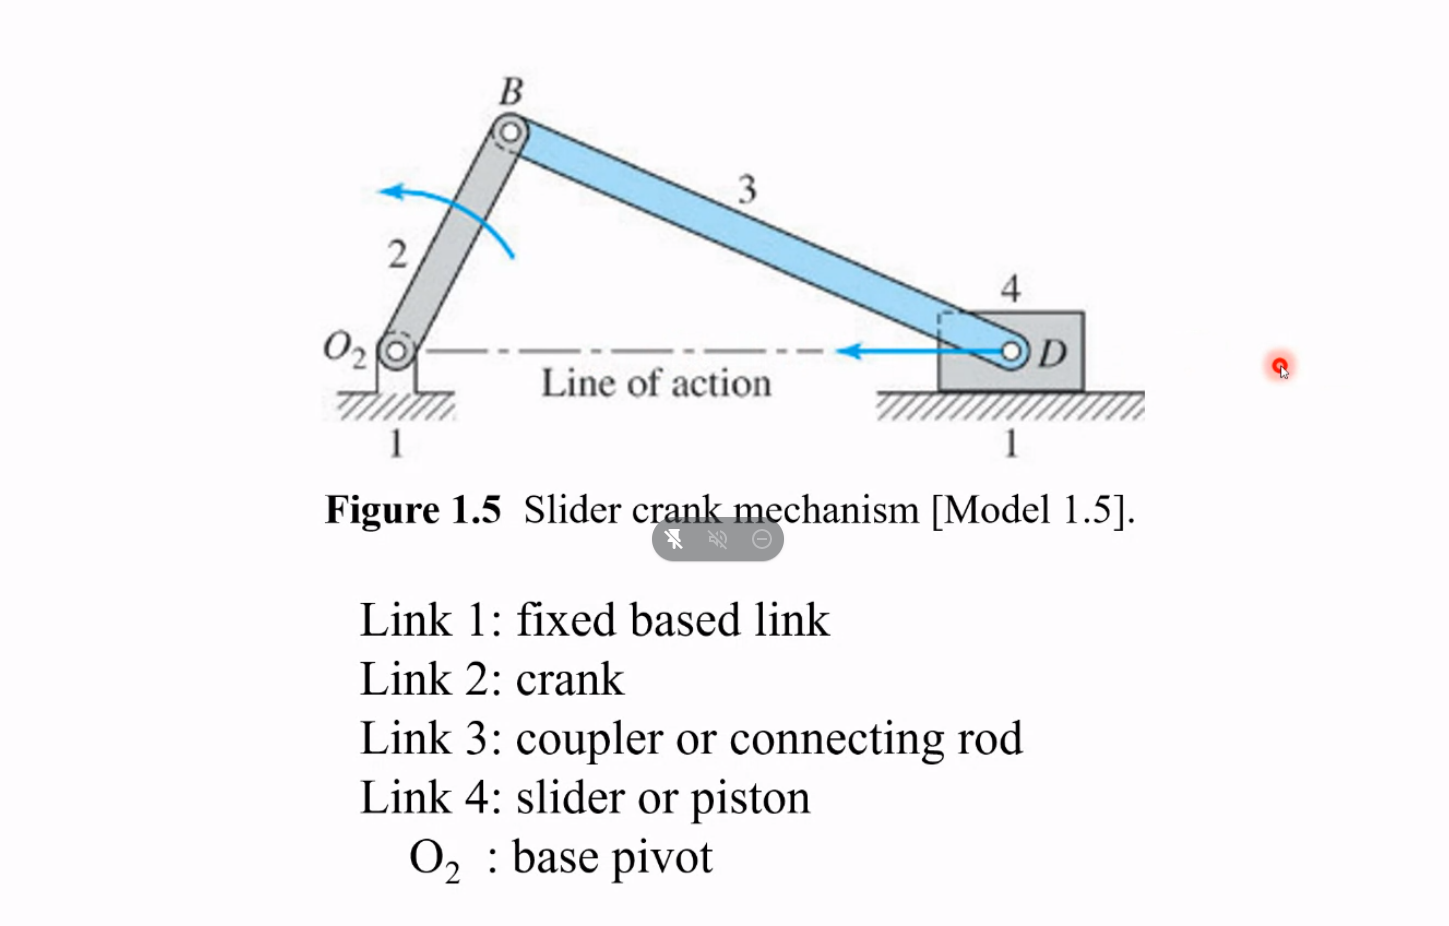 B
3
2
4
O₂
D
Line of action
1
1
Figure 1.5 Slider crank mechanism [Model 1.5].
Link 1: fixed based link
Link 2: crank
Link 3: coupler or connecting rod
Link 4: slider or piston
O₂ : base pivot